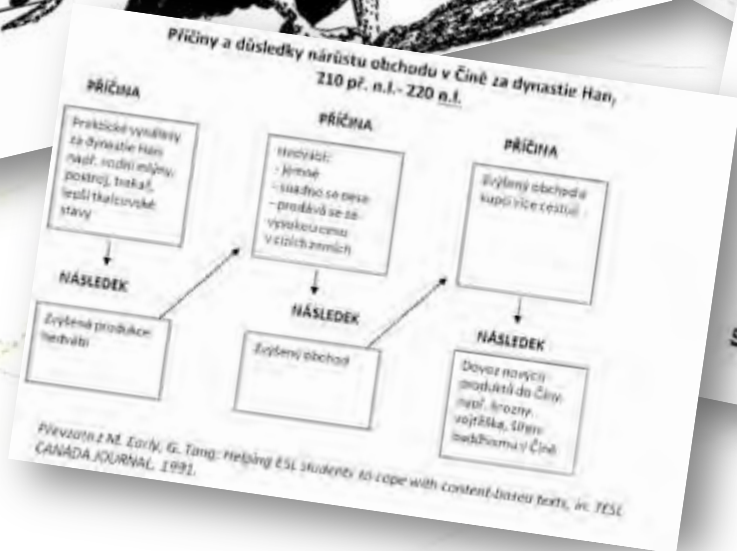 Příčiny a důsledky nárůstu obchodu v Číně za dynastie Han,
210 př. n.l.- 220 n.l.
PŘÍČINA
Praktické vynálezy
za dynastie Han
např. vodní mlýny,
postroj, trakař,
lepší tkalcovské
stavy
NÁSLEDEK
Zvýšená produkce
hedvábí
PŘÍČINA
Hedvábí:
- jemné
- snadno se nese
- prodává se za
vysokou cenu
v cizích zemích
NÁSLEDEK
Zvýšený obchod
PŘÍČINA
Zvýšený obchod a
kupci více cestují
NÁSLEDEK
Dovoz nových
produktů do Číny,
např. hrozny,
vojtěška, šíření
buddhismu v Číně
Převzato z M. Early, G. Tang: Helping ESL students to cope with content-based texts, in: TESL
CANADA JOURNAL, 1991.